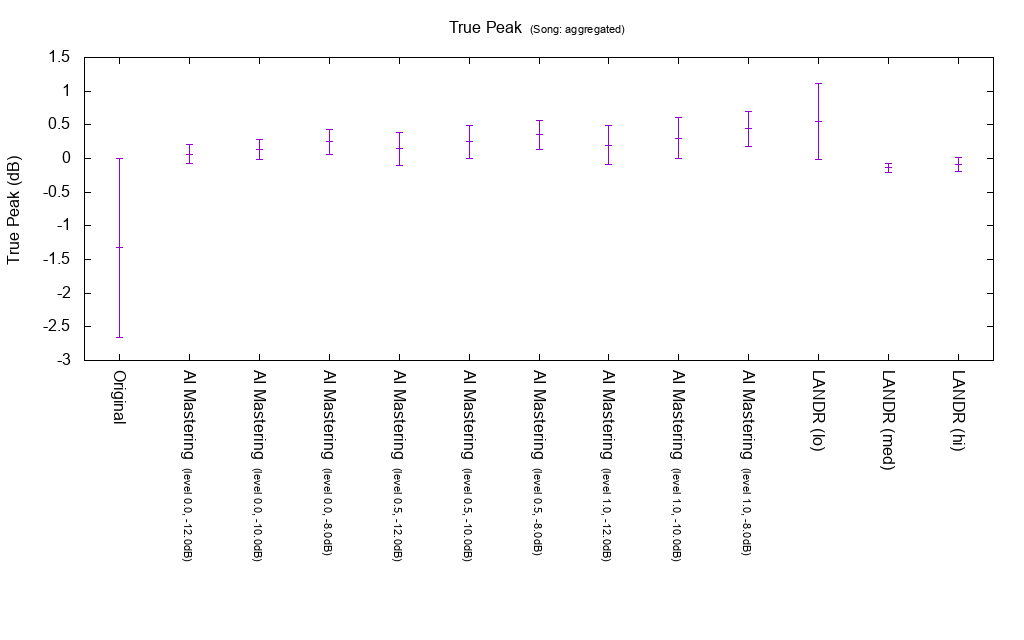 True Peak (Song: aggregated)
True Peak (dB)
1.5
1
0.5
0
-0.5
-1
-1.5
-2
-2.5
-3
Original
AI Mastering (level 0.0, -12.0dB)
AI Mastering (level 0.0, -10.0dB)
AI Mastering (level 0.0, -8.0dB)
AI Mastering (level 0.5, -12.0dB)
AI Mastering (level 0.5, -10.0dB)
AI Mastering (level 0.5, -8.0dB)
AI Mastering (level 1.0, -12.0dB)
AI Mastering (level 1.0, -10.0dB)
AI Mastering (level 1.0, -8.0dB)
LANDR (lo)
LANDR (med)
LANDR (hi)